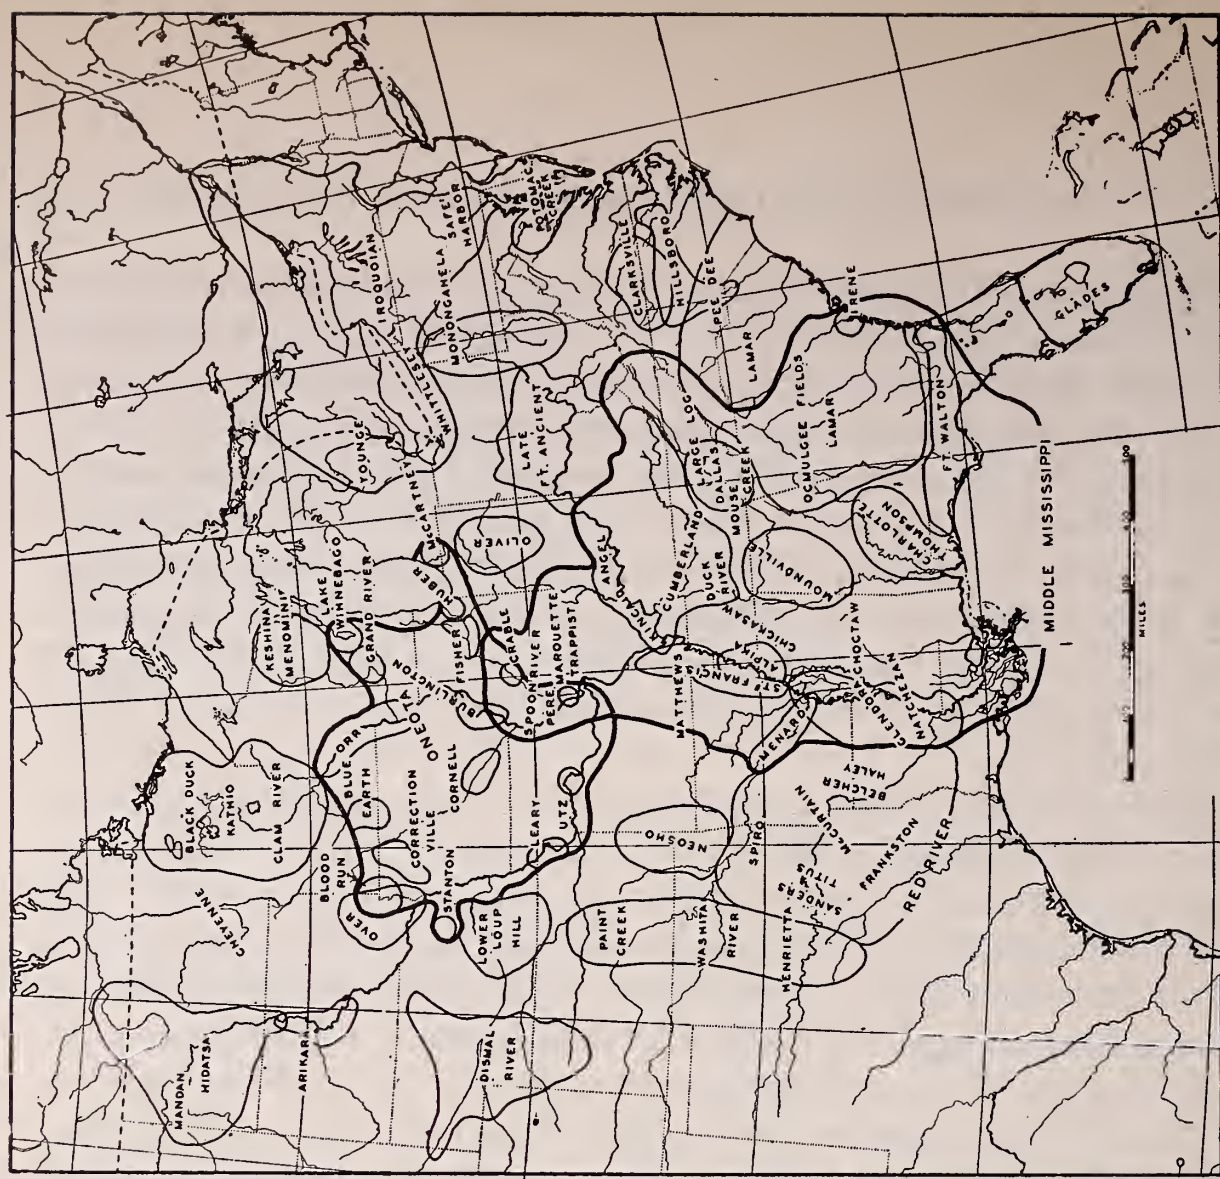 MANDAN
HIDATSA
ARIKARA
CHEYENNE
BLACK DUCK
KATHIO
CLAM RIVER
BLOOD
RUN
OVER
STANTON
LOWER
LOUP
HILL
DISMAL
RIVER
KESHENA
MENOMINIT
LAKE
WINNEBAGO
GRAND RIVER
BLUE
EARTH
ORR
CORRECTION
VILLE
ONEOTA
CORNELL
BURLINGTON
FISHER
HUBER
McCARTNEY
YOUNGE
WHITTLESEY
IROQUOIAN
MONONGAHELA
SAFE
HARBOR
POTOMAC
CREEK
OLIVER
LATE
FT. ANCIENT
CRABLE
SPOON RIVER
PERE MARQUETTE
TRAPPIST
LEARY
UTZ
KINCAID
ANGEL
CUMBERLAND
DUCK
RIVER
LARGE LOG
DALLAS
MOUSE
CREEK
CLARKSVILLE
HILLSBORO
PEE DEE
LAMAR
OCMULGEE FIELDS
LAMAR
IRENE
MATTHEWS
ST. FRANCIS
ALPIKA
CHICKASAW
MENARD
MOUNDVILLE
CHOCTAW
GLENDORA
NATCHEZAN
CHARLOTTE
THOMPSON
FT. WALTON
GLADES
NEOSHO
SPIRO
PAINT
CREEK
WASHITA
RIVER
HENRIETTA
SANDERS
TITUS
McCURTAIN
FRANKSTON
BELCHER
HALEY
RED RIVER
MIDDLE MISSISSIPPI
MILES